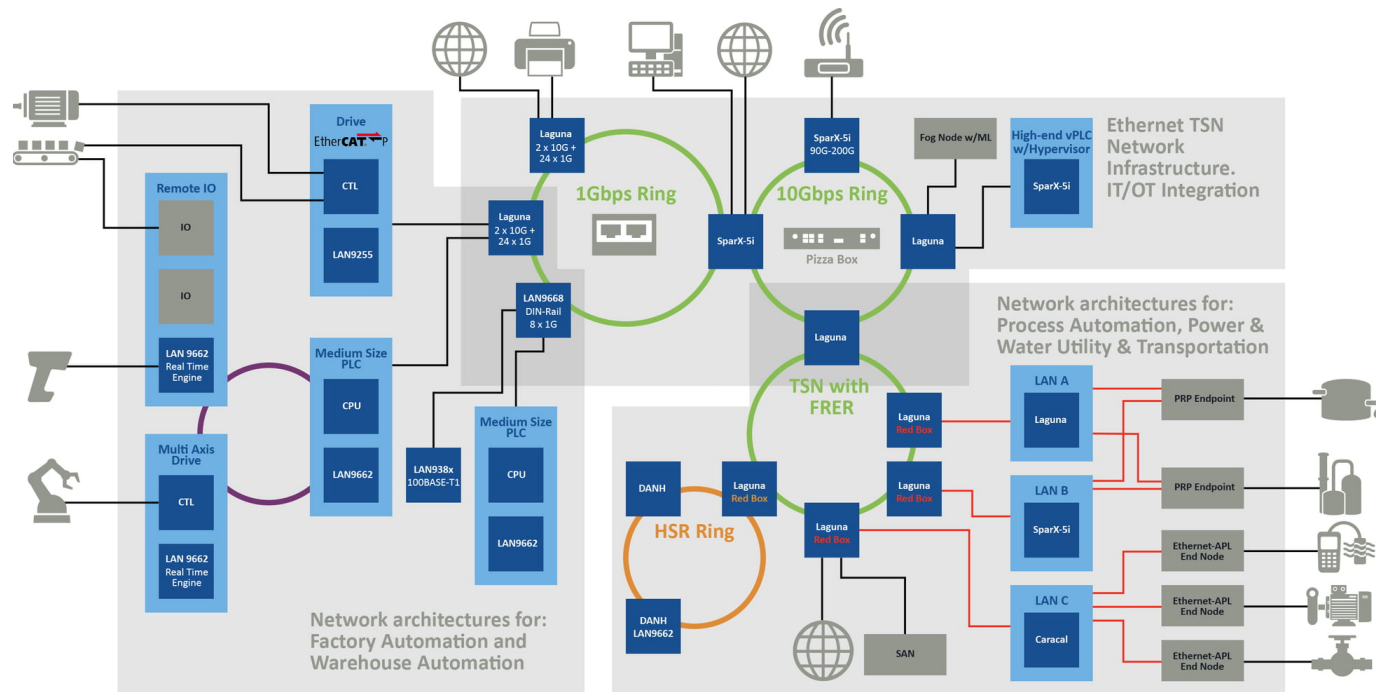 Drive
EtherCAT P
CTL
LAN9255
Remote IO
IO
IO
LAN 9662
Real Time
Engine
Multi Axis
Drive
CTL
LAN 9662
Real Time
Engine
Medium Size
PLC
CPU
LAN9662
Laguna
2 x 10G +
24 x 1G
Laguna
2 x 10G +
24 x 1G
LAN9668
DIN-Rail
8 x 1G
LAN938x
100BASE-T1
Medium Size
PLC
CPU
LAN9662
Network architectures for:
Factory Automation and
Warehouse Automation
1Gbps Ring
SparX-5i
SparX-5i
90G-200G
10Gbps Ring
Pizza Box
Laguna
Fog Node w/ML
High-end vPLC
w/Hypervisor
SparX-5i
Ethernet TSN
Network
Infrastructure.
IT/OT Integration
Laguna
TSN with
FRER
Laguna
Red Box
Laguna
Red Box
Laguna
Red Box
Laguna
Red Box
DANH
HSR Ring
DANH
LAN9662
SAN
Network architectures for:
Process Automation, Power &
Water Utility & Transportation
LAN A
Laguna
LAN B
SparX-5i
LAN C
Caracal
PRP Endpoint
PRP Endpoint
Ethernet-APL
End Node
Ethernet-APL
End Node
Ethernet-APL
End Node